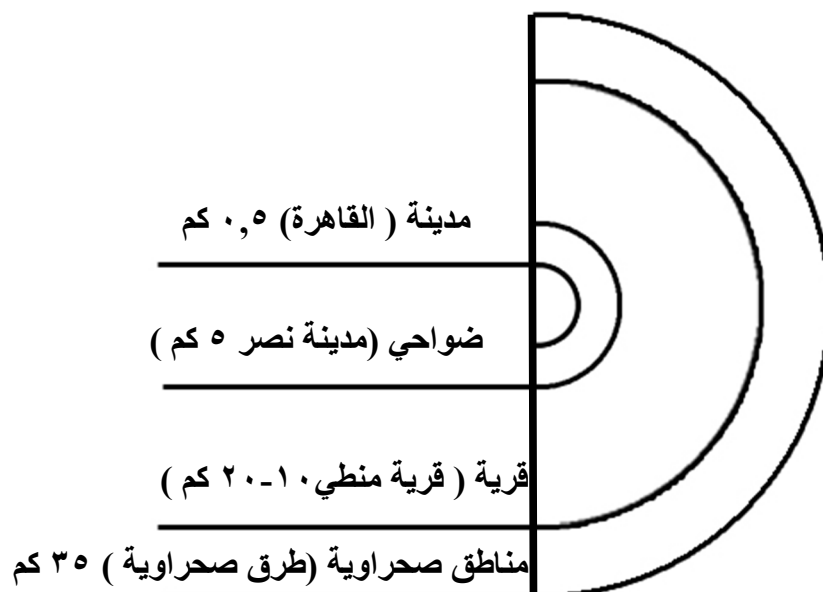 مدينة ( القاهرة) ٠,٥ كم
ضواحي (مدينة نصر ٥ كم )
قرية ( قرية منطي١٠-٢٠ كم )
مناطق صحراوية (طرق صحراوية ) ٣٥ كم